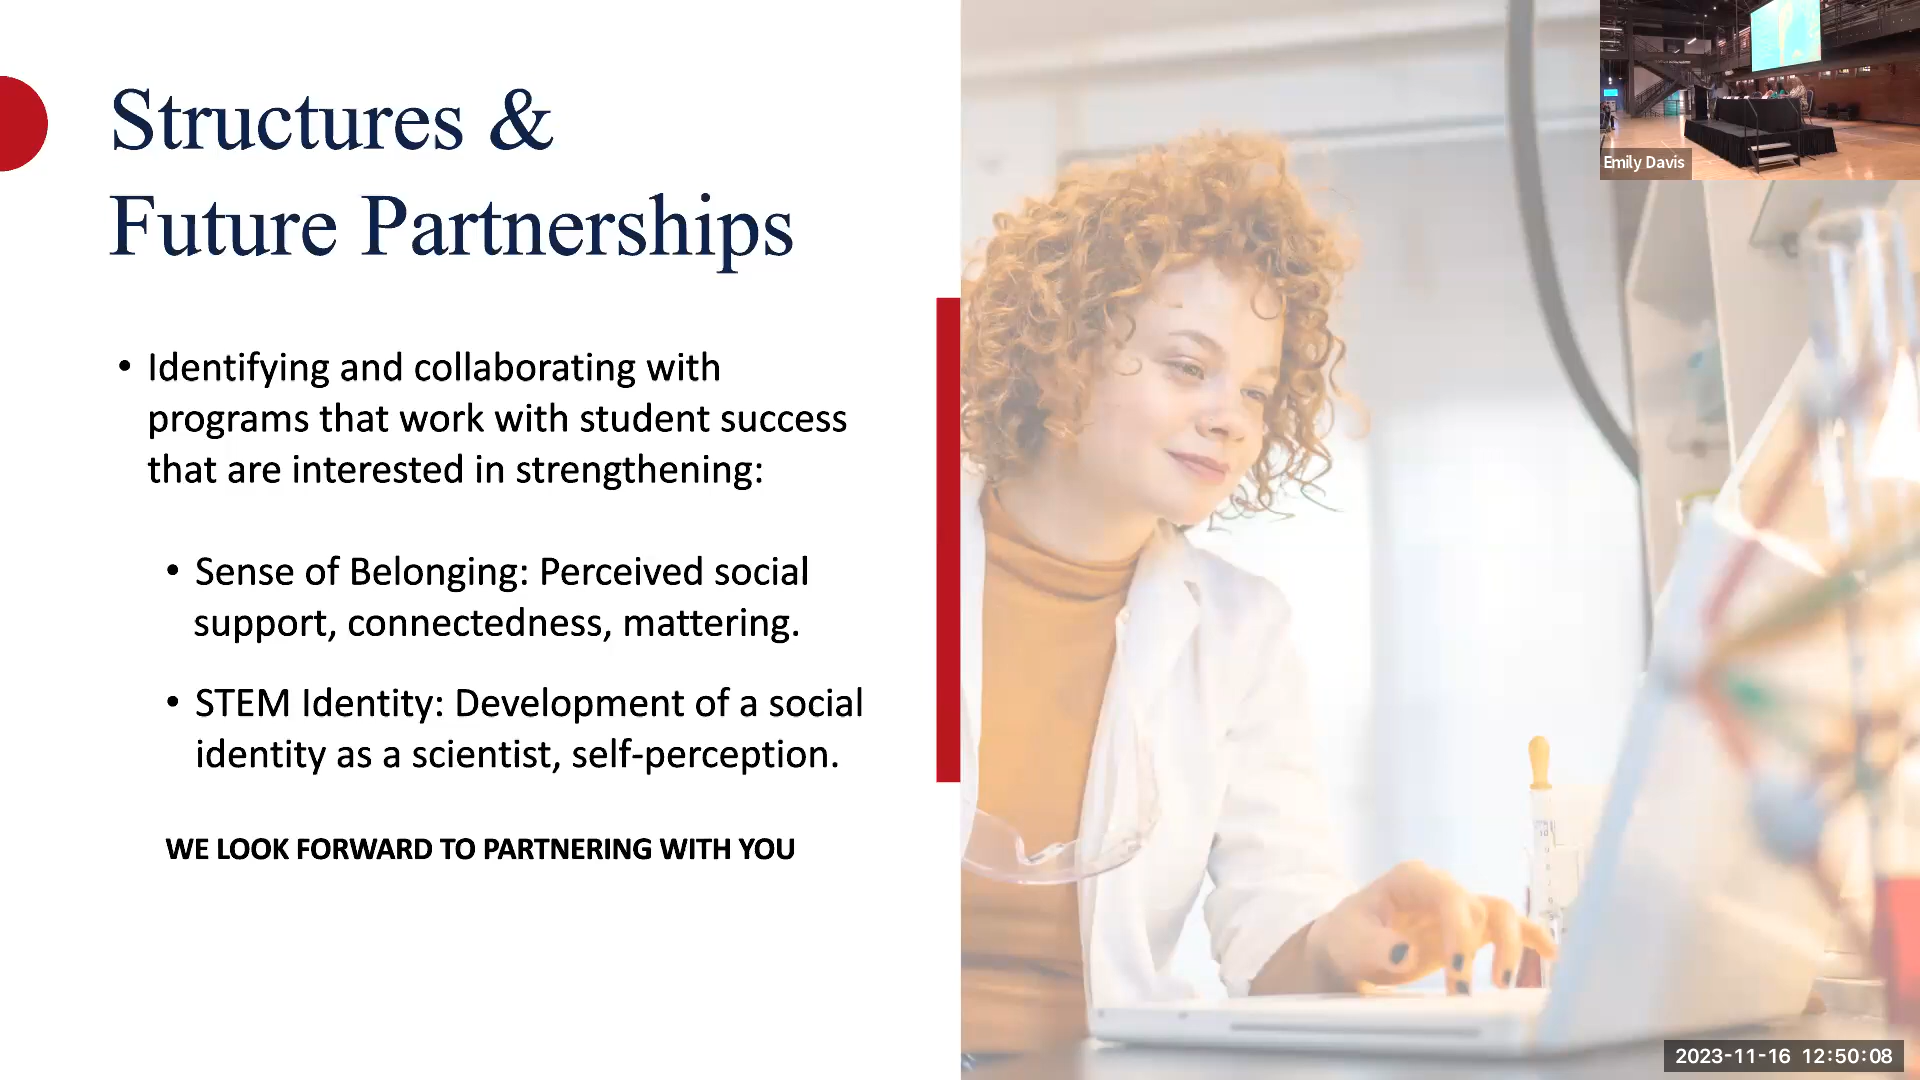 Structures &
Future Partnerships
• Identifying and collaborating with
programs that work with student success
that are interested in strengthening:
• Sense of Belonging: Perceived social
support, connectedness, mattering.
• STEM Identity: Development of a social
identity as a scientist, self-perception.
WE LOOK FORWARD TO PARTNERING WITH YOU
Emily Davis
2023-11-16 12:50:08